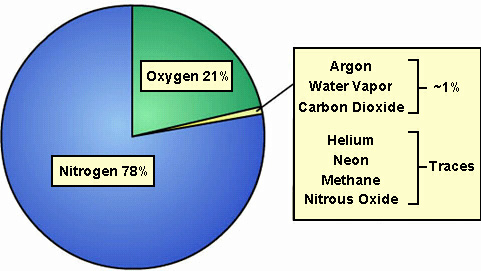 Oxygen 21%
Nitrogen 78%
Argon
Water Vapor
Carbon Dioxide
~1%
Helium
Neon
Methane
Nitrous Oxide
Traces